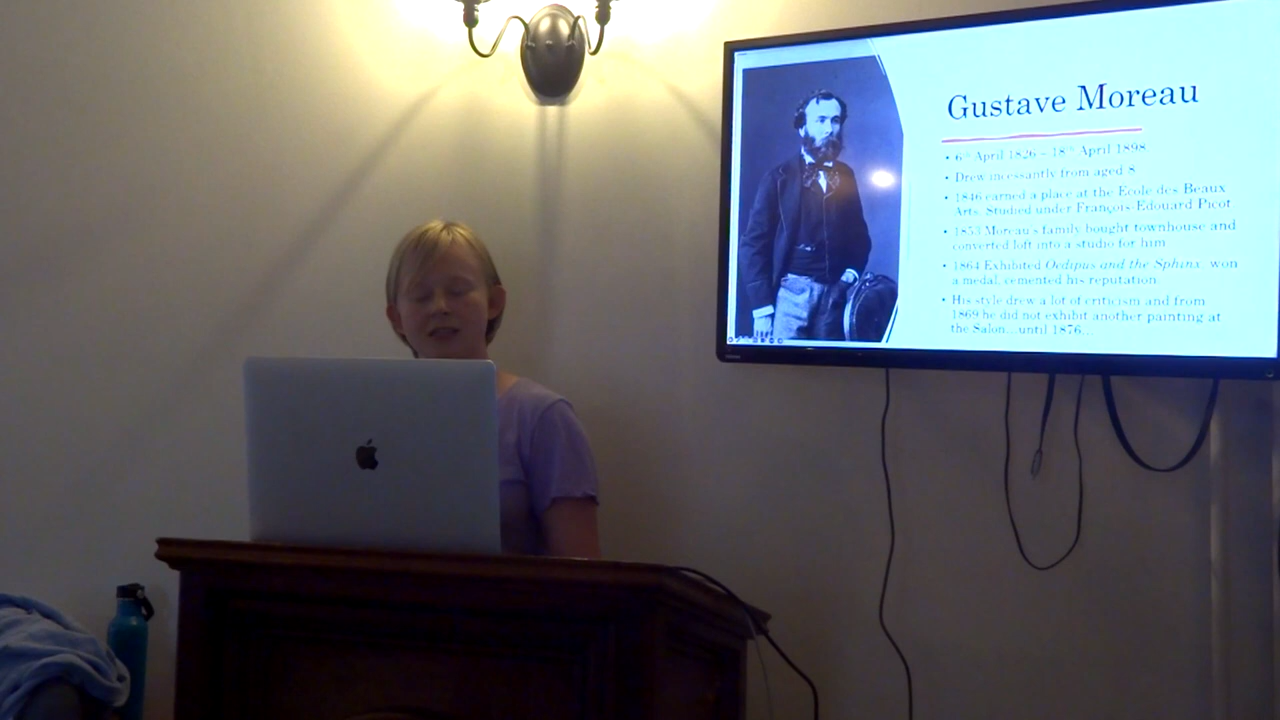 Gustave Moreau
• 6th April 1826 – 18th April 1898
• Drew incessantly from aged 8
• 1846 earned a place at the Ecole des Beaux
Arts. Studied under François-Edouard Picot
• 1853 Moreau's family bought townhouse and
converted loft into a studio for him
• 1864 Exhibited Oedipus and the Sphinx, won
a medal, cemented his reputation
• His style drew a lot of criticism and from
1869 he did not exhibit another painting at
the Salon…until 1876…
TOSHIBA